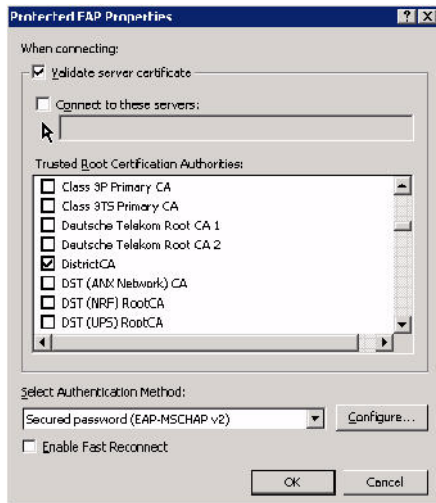 Protected EAP Properties
When connecting:
Validate server certificate
Connect to these servers:
Trusted Root Certification Authorities:
Class 3P Primary CA
Class 3TS Primary CA
Deutsche Telekom Root CA 1
Deutsche Telekom Root CA 2
DistrictCA
DST (ANX Network) CA
DST (NRF) RootCA
DST (UPS) RootCA
Select Authentication Method:
Secured password (EAP-MSCHAP v2)
Configure...
Enable Fast Reconnect
OK Cancel